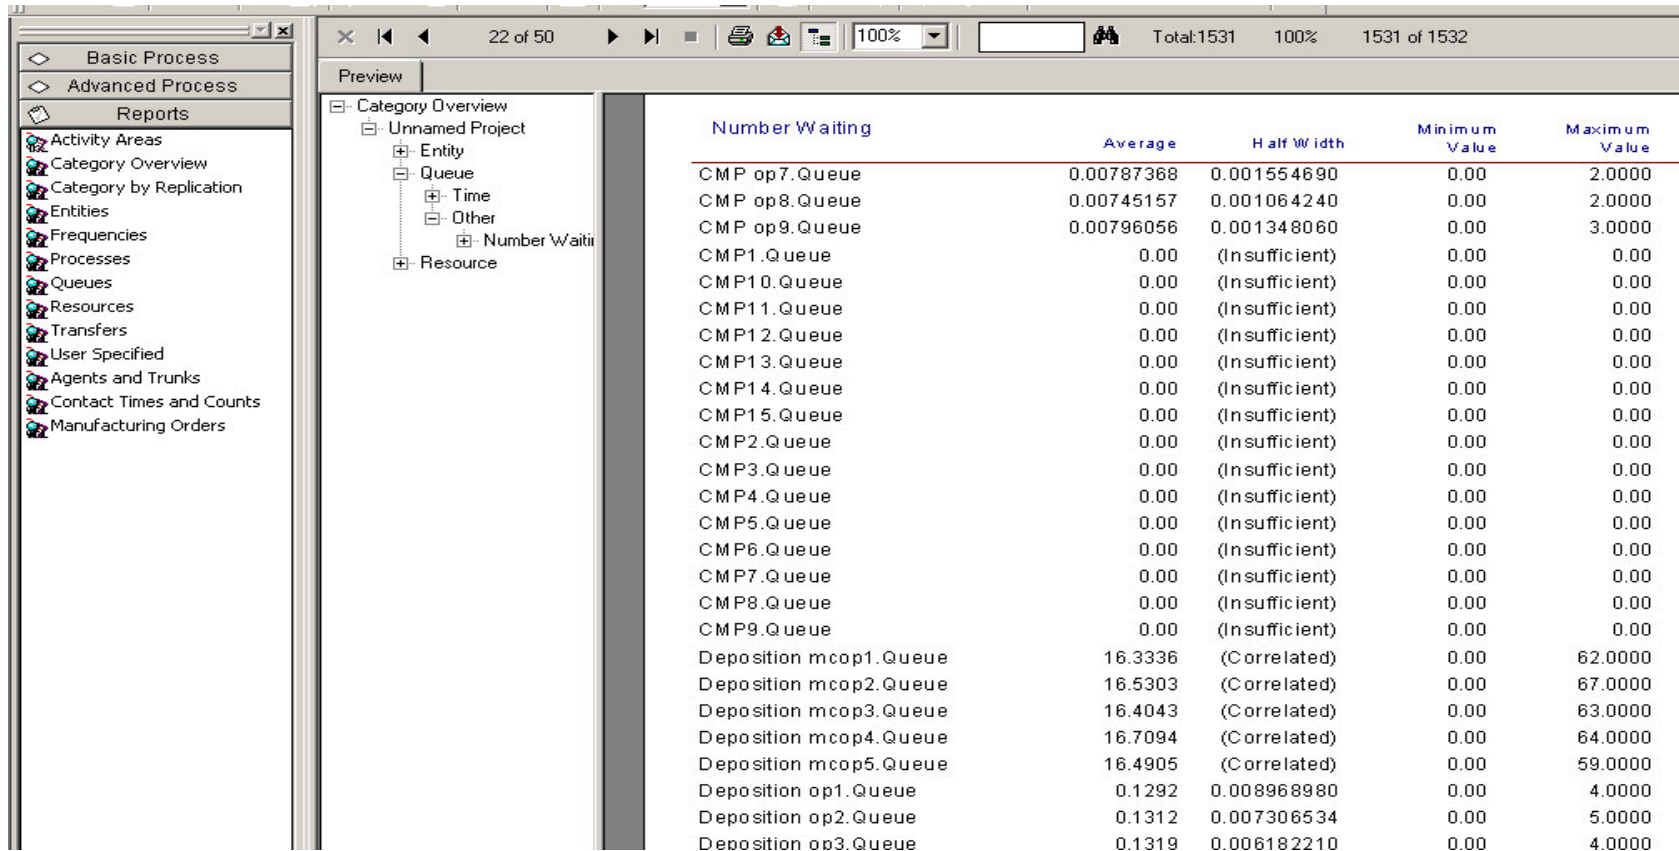 Basic Process
Advanced Process
Reports
Activity Areas
Category Overview
Category by Replication
Entities
Frequencies
Processes
Queues
Resources
Transfers
User Specified
Agents and Trunks
Contact Times and Counts
Manufacturing Orders
22 of 50 100% Total:1531 100% 1531 of 1532
Preview
Category Overview
Unnamed Project
Entity
Queue
Time
Other
Number Waitin
Resource
Number Waiting Average Half Width Minimum Value Maximum Value
CMP op7.Queue 0.00787368 0.001554690 0.00 2.0000
CMP op8.Queue 0.00745157 0.001064240 0.00 2.0000
CMP op9.Queue 0.00796056 0.001348060 0.00 3.0000
CMP1.Queue 0.00 (Insufficient) 0.00 0.00
CMP10.Queue 0.00 (Insufficient) 0.00 0.00
CMP11.Queue 0.00 (Insufficient) 0.00 0.00
CMP12.Queue 0.00 (Insufficient) 0.00 0.00
CMP13.Queue 0.00 (Insufficient) 0.00 0.00
CMP14.Queue 0.00 (Insufficient) 0.00 0.00
CMP15.Queue 0.00 (Insufficient) 0.00 0.00
CMP2.Queue 0.00 (Insufficient) 0.00 0.00
CMP3.Queue 0.00 (Insufficient) 0.00 0.00
CMP4.Queue 0.00 (Insufficient) 0.00 0.00
CMP5.Queue 0.00 (Insufficient) 0.00 0.00
CMP6.Queue 0.00 (Insufficient) 0.00 0.00
CMP7.Queue 0.00 (Insufficient) 0.00 0.00
CMP8.Queue 0.00 (Insufficient) 0.00 0.00
CMP9.Queue 0.00 (Insufficient) 0.00 0.00
Deposition mcop1.Queue 16.3336 (Correlated) 0.00 62.0000
Deposition mcop2.Queue 16.5303 (Correlated) 0.00 67.0000
Deposition mcop3.Queue 16.4043 (Correlated) 0.00 63.0000
Deposition mcop4.Queue 16.7094 (Correlated) 0.00 64.0000
Deposition mcop5.Queue 16.4905 (Correlated) 0.00 59.0000
Deposition op1.Queue 0.1292 0.008968980 0.00 4.0000
Deposition op2.Queue 0.1312 0.007306534 0.00 5.0000
Deposition op3.Queue 0.1319 0.006182210 0.00 4.0000